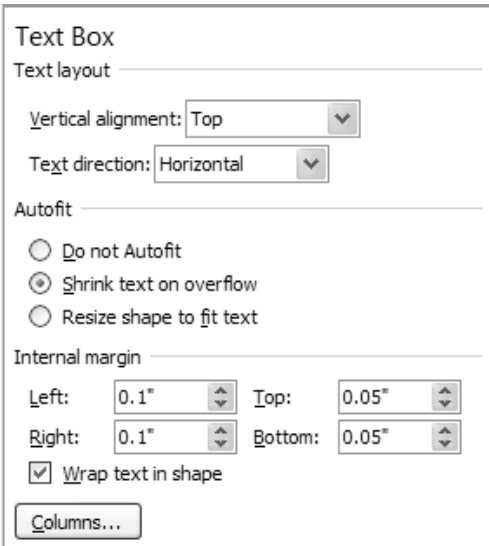 Text Box
Text layout
Vertical alignment: Top
Text direction: Horizontal
Autofit
Do not Autofit
Shrink text on overflow
Resize shape to fit text
Internal margin
Left: 0.1" Top: 0.05"
Right: 0.1" Bottom: 0.05"
Wrap text in shape
Columns...